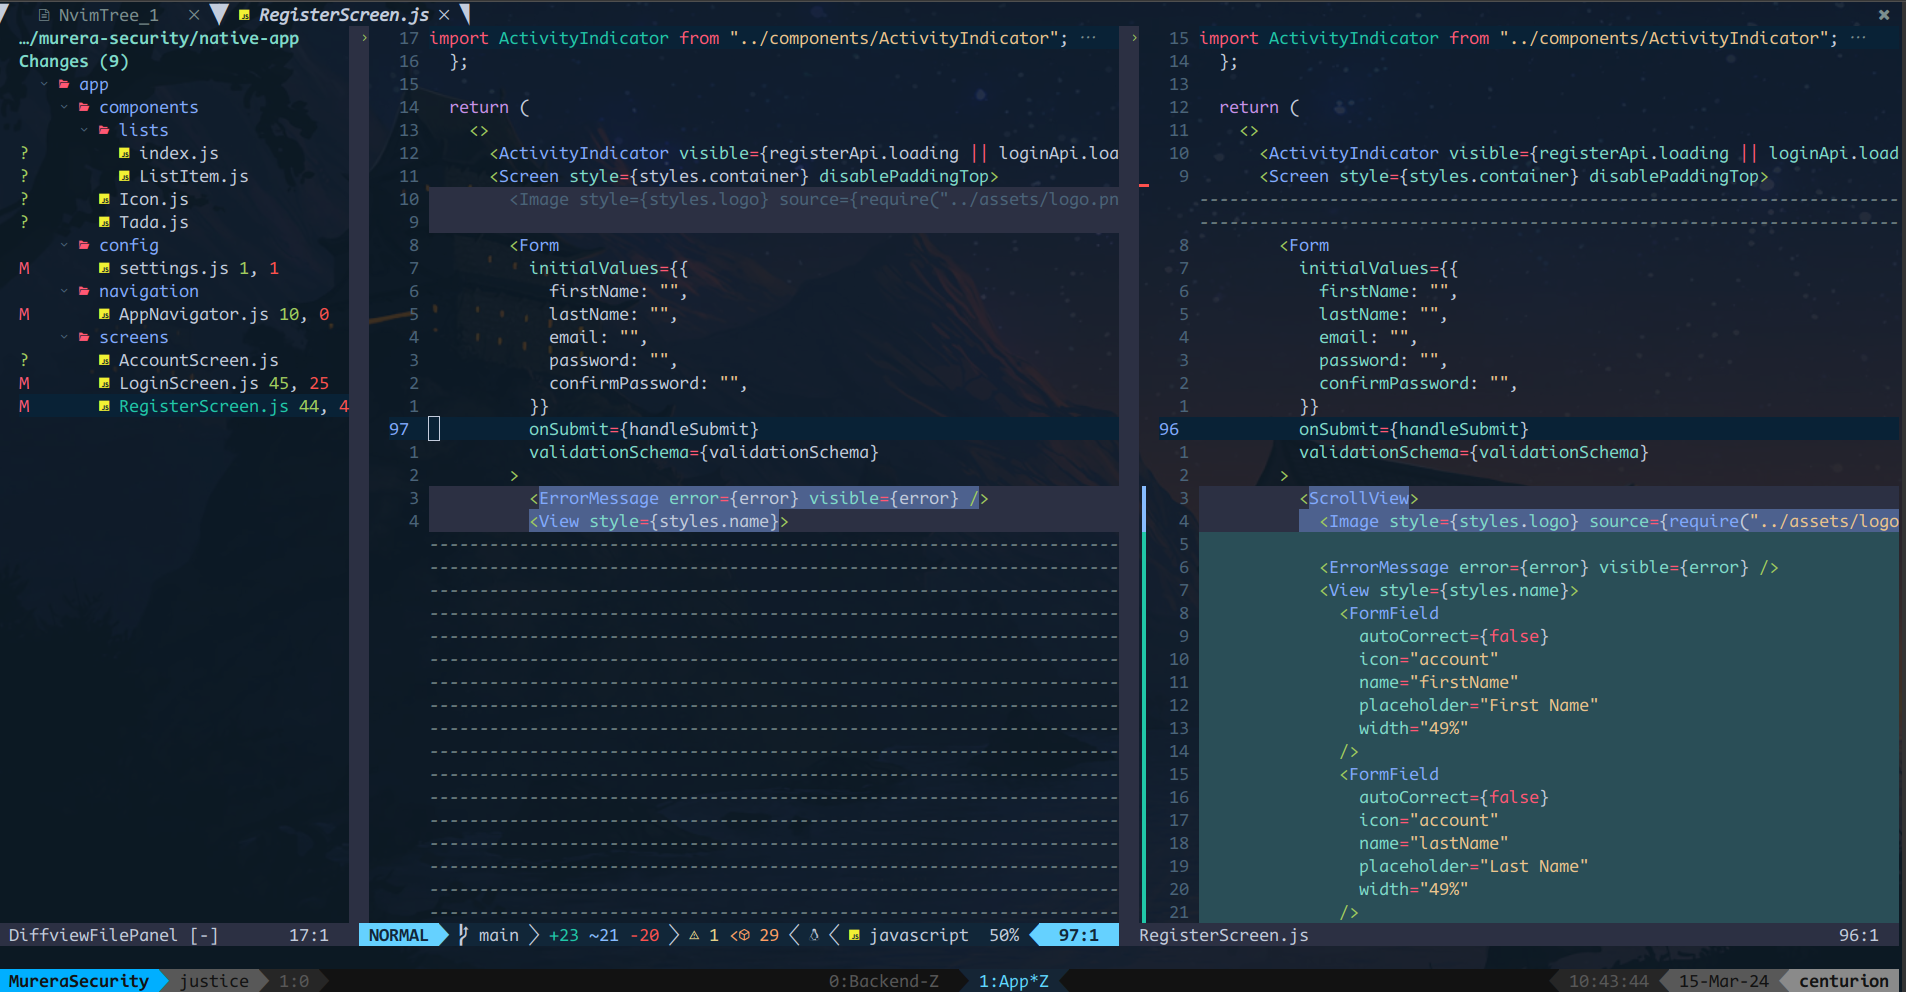 NvimTree_1 × RegisterScreen.js ×
…/murera-security/native-app
Changes (9)
app
components
lists
? index.js
? ListItem.js
? Icon.js
? Tada.js
config
M settings.js 1, 1
navigation
M AppNavigator.js 10, 0
screens
? AccountScreen.js
M LoginScreen.js 45, 25
M RegisterScreen.js 44, 4
17 import ActivityIndicator from "../components/ActivityIndicator"; ···
16 };
15
14 return (
13 <>
12 <ActivityIndicator visible={registerApi.loading || loginApi.loa
11 <Screen style={styles.container} disablePaddingTop>
10 <Image style={styles.logo} source={require("../assets/logo.pn
9
8 <Form
7 initialValues={{
6 firstName: "",
5 lastName: "",
4 email: "",
3 password: "",
2 confirmPassword: "",
1 }}
97 onSubmit={handleSubmit}
1 validationSchema={validationSchema}
2 >
3 <ErrorMessage error={error} visible={error} />
4 <View style={styles.name}>
15 import ActivityIndicator from "../components/ActivityIndicator"; ···
14 };
13
12 return (
11 <>
10 <ActivityIndicator visible={registerApi.loading || loginApi.load
9 <Screen style={styles.container} disablePaddingTop>
8 <Form
7 initialValues={{
6 firstName: "",
5 lastName: "",
4 email: "",
3 password: "",
2 confirmPassword: "",
1 }}
96 onSubmit={handleSubmit}
1 validationSchema={validationSchema}
2 >
3 <ScrollView>
4 <Image style={styles.logo} source={require("../assets/logo
5
6 <ErrorMessage error={error} visible={error} />
7 <View style={styles.name}>
8 <FormField
9 autoCorrect={false}
10 icon="account"
11 name="firstName"
12 placeholder="First Name"
13 width="49%"
14 />
15 <FormField
16 autoCorrect={false}
17 icon="account"
18 name="lastName"
19 placeholder="Last Name"
20 width="49%"
21 />
DiffviewFilePanel [-] 17:1 NORMAL main +23 ~21 -20 1 29 javascript 50% 97:1 RegisterScreen.js 96:1
MureraSecurity justice 1:0 0:Backend-Z 1:App*Z 10:43:44 15-Mar-24 centurion